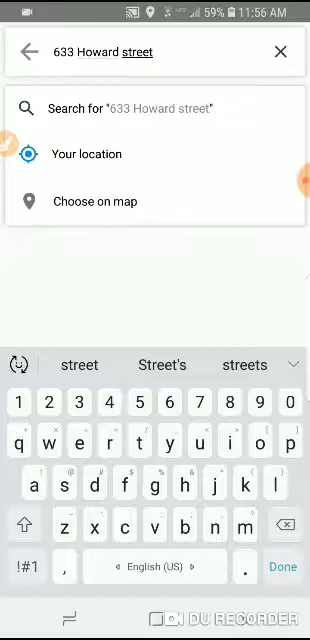 59% 11:56 AM
633 Howard street
Search for "633 Howard street"
Your location
Choose on map
street Street's streets
1 2 3 4 5 6 7 8 9 0
q w e r t y u i o p
a s d f g h j k l
z x c v b n m
!#1 , English (US) . Done
DU RECORDER